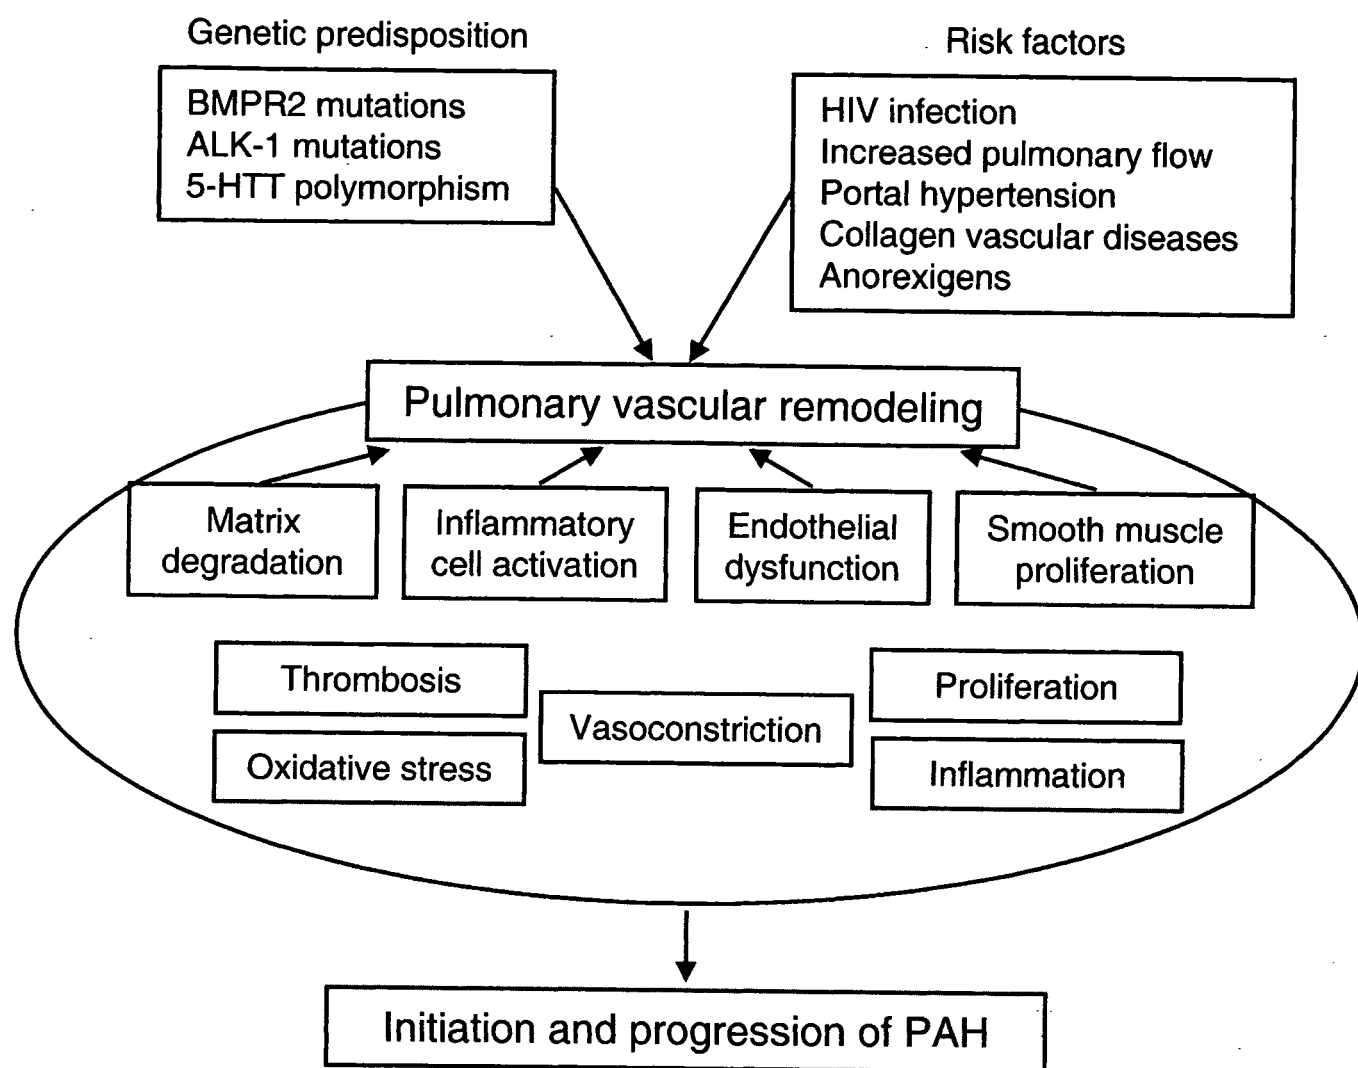 Genetic predisposition
BMPR2 mutations
ALK-1 mutations
5-HTT polymorphism
Risk factors
HIV infection
Increased pulmonary flow
Portal hypertension
Collagen vascular diseases
Anorexigens
Pulmonary vascular remodeling
Matrix
degradation
Inflammatory
cell activation
Endothelial
dysfunction
Smooth muscle
proliferation
Thrombosis
Oxidative stress
Vasoconstriction
Proliferation
Inflammation
Initiation and progression of PAH